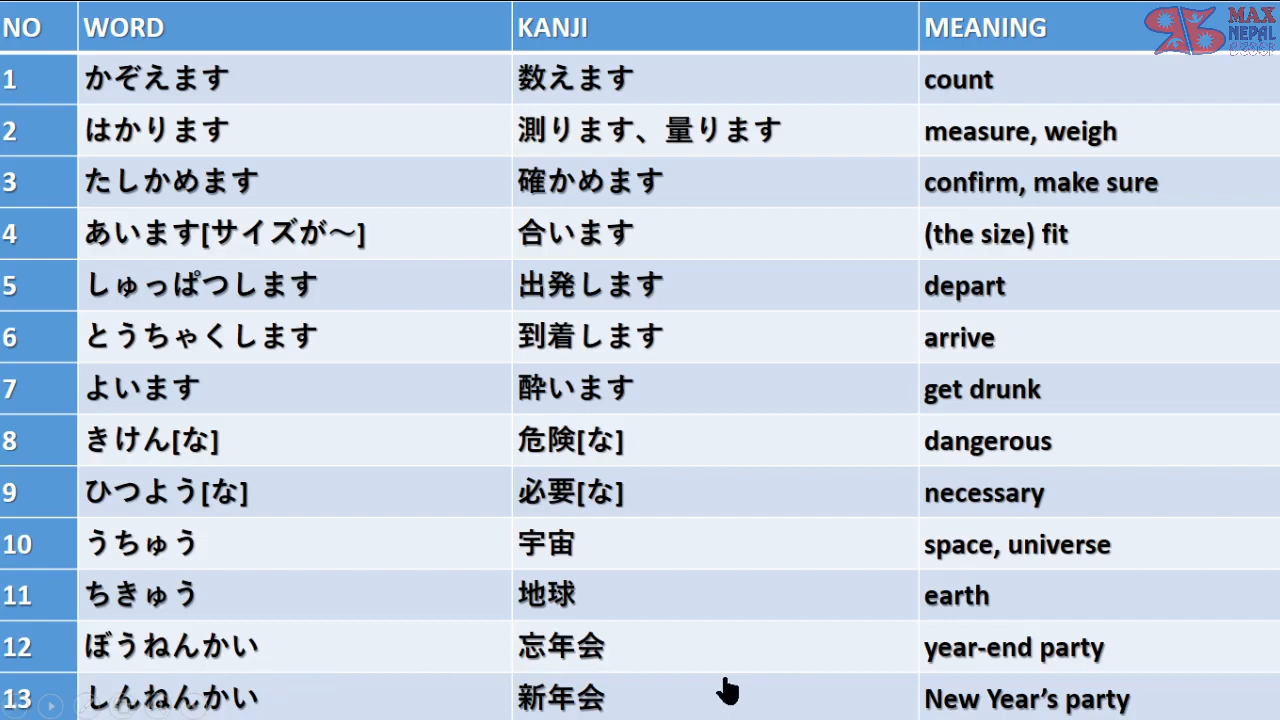 NO WORD KANJI MEANING
MAX
NEPAL
1 かぞえます 数えます count
2 はかります 測ります、量ります measure, weigh
3 たしかめます 確かめます confirm, make sure
4 あいます[サイズが～] 合います (the size) fit
5 しゅっぱつします 出発します depart
6 とうちゃくします 到着します arrive
7 よいます 酔います get drunk
8 きけん[な] 危険[な] dangerous
9 ひつよう[な] 必要[な] necessary
10 うちゅう 宇宙 space, universe
11 ちきゅう 地球 earth
12 ぼうねんかい 忘年会 year-end party
13 しんねんかい 新年会 New Year’s party